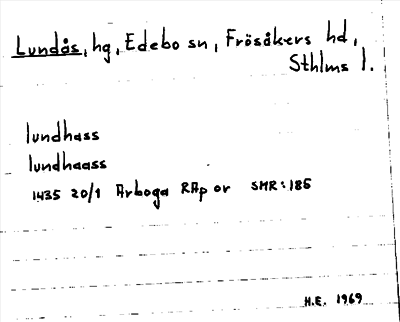 Lundås, hg, Edebo sn, Frösåkers hd,
Sthlms l.
lundhass
lundhaass
1435 20/1 Arboga RAp or SMR:185
H.E. 1969